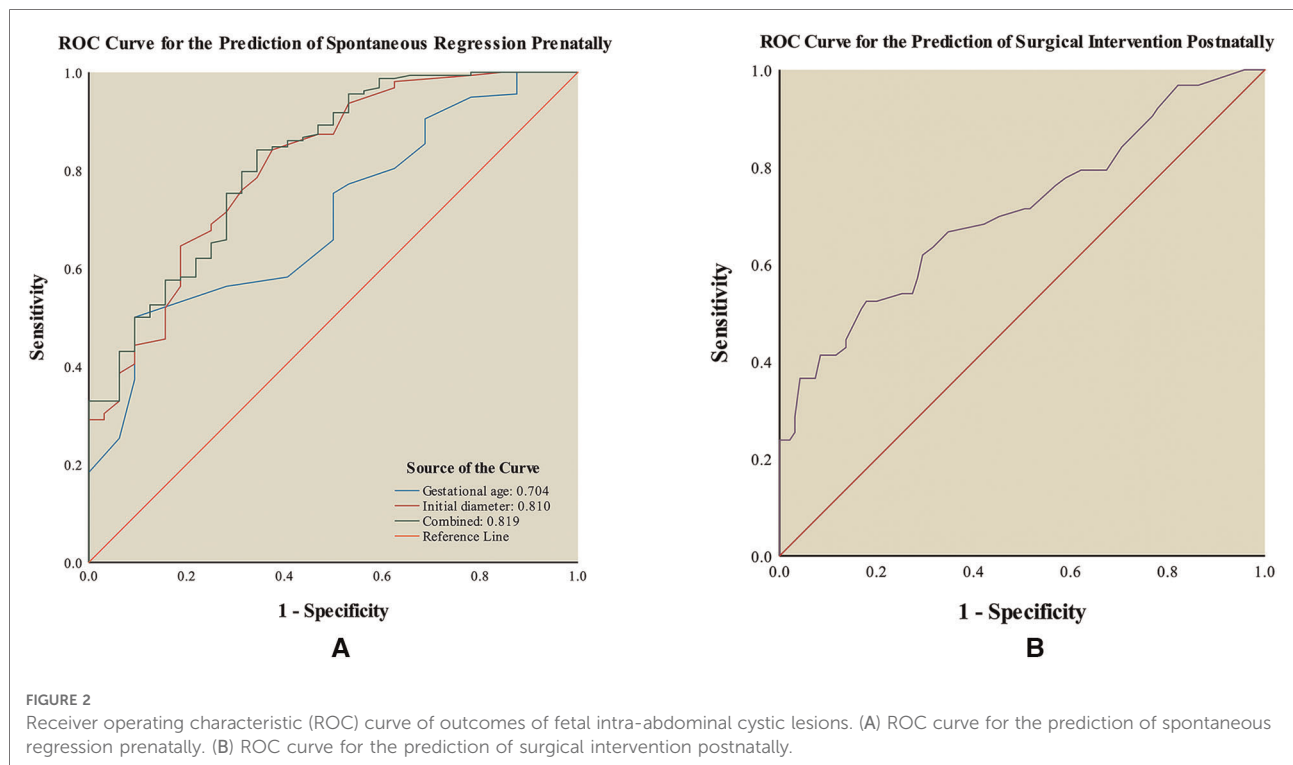 ROC Curve for the Prediction of Spontaneous Regression Prenatally
1.0
0.8
0.6
0.4
0.2
0.0
Sensitivity
Source of the Curve
Gestational age: 0.704
Initial diameter: 0.810
Combined: 0.819
Reference Line
0.0 0.2 0.4 0.6 0.8 1.0
1 - Specificity
A
ROC Curve for the Prediction of Surgical Intervention Postnatally
1.0
0.8
0.6
0.4
0.2
0.0
Sensitivity
0.0 0.2 0.4 0.6 0.8 1.0
1 - Specificity
B
FIGURE 2
Receiver operating characteristic (ROC) curve of outcomes of fetal intra-abdominal cystic lesions. (A) ROC curve for the prediction of spontaneous
regression prenatally. (B) ROC curve for the prediction of surgical intervention postnatally.